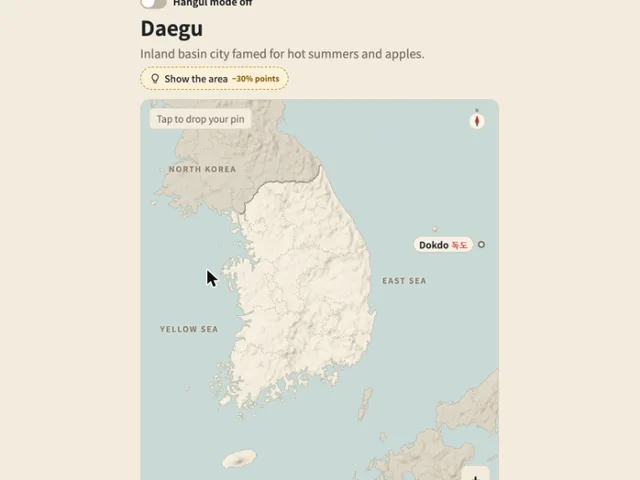 Hangul mode off
Daegu
Inland basin city famed for hot summers and apples.
Show the area −30% points
Tap to drop your pin
NORTH KOREA
Dokdo 독도
EAST SEA
YELLOW SEA
+